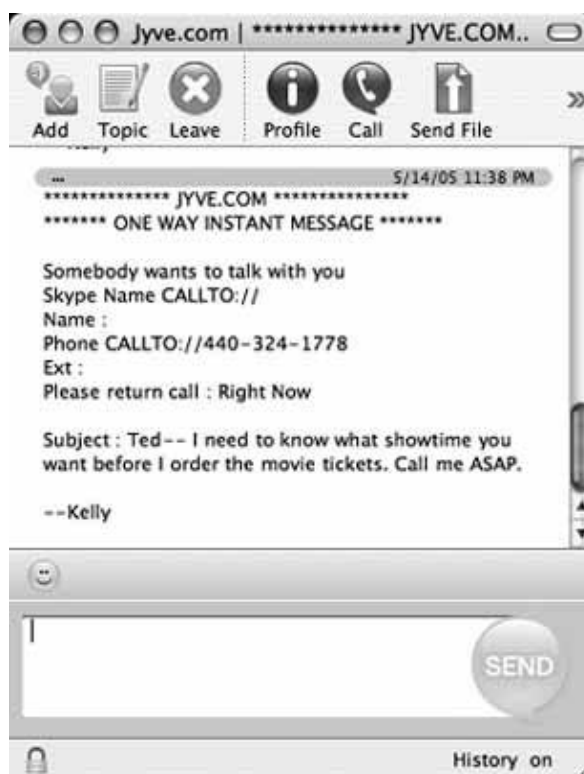 Jyve.com | ************** JYVE.COM..
Add Topic Leave Profile Call Send File
... 5/14/05 11:38 PM
************** JYVE.COM ***************
******* ONE WAY INSTANT MESSAGE *******
Somebody wants to talk with you
Skype Name CALLTO://
Name :
Phone CALLTO://440-324-1778
Ext :
Please return call : Right Now
Subject : Ted-- I need to know what showtime you
want before I order the movie tickets. Call me ASAP.
--Kelly
SEND
History on